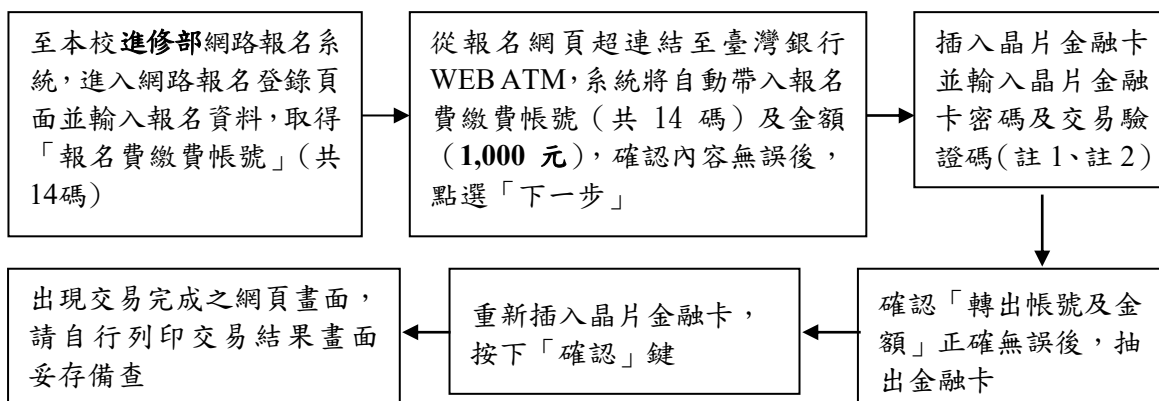 至本校進修部網路報名系
統，進入網路報名登錄頁
面並輸入報名資料，取得
「報名費繳費帳號」（共
14碼）
從報名網頁超連結至臺灣銀行
WEB ATM，系統將自動帶入報名
費繳費帳號（共 14 碼）及金額
（1,000 元），確認內容無誤後，
點選「下一步」
插入晶片金融卡
並輸入晶片金融
卡密碼及交易驗
證碼（註1、註2）
確認「轉出帳號及金
額」正確無誤後，抽
出金融卡
重新插入晶片金融卡，
按下「確認」鍵
出現交易完成之網頁畫面，
請自行列印交易結果畫面
妥存備查